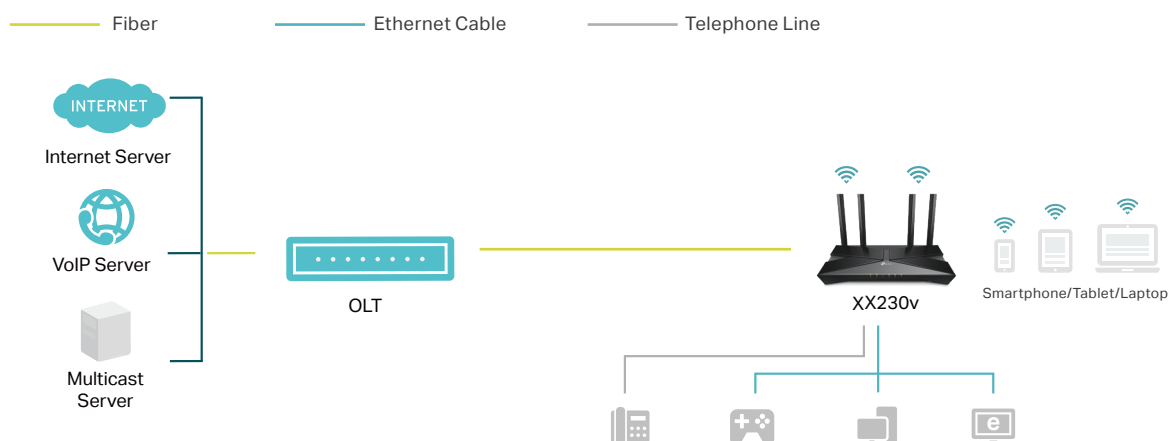 Fiber
Ethernet Cable
Telephone Line
INTERNET
Internet Server
VoIP Server
Multicast
Server
OLT
XX230v
Smartphone/Tablet/Laptop
e